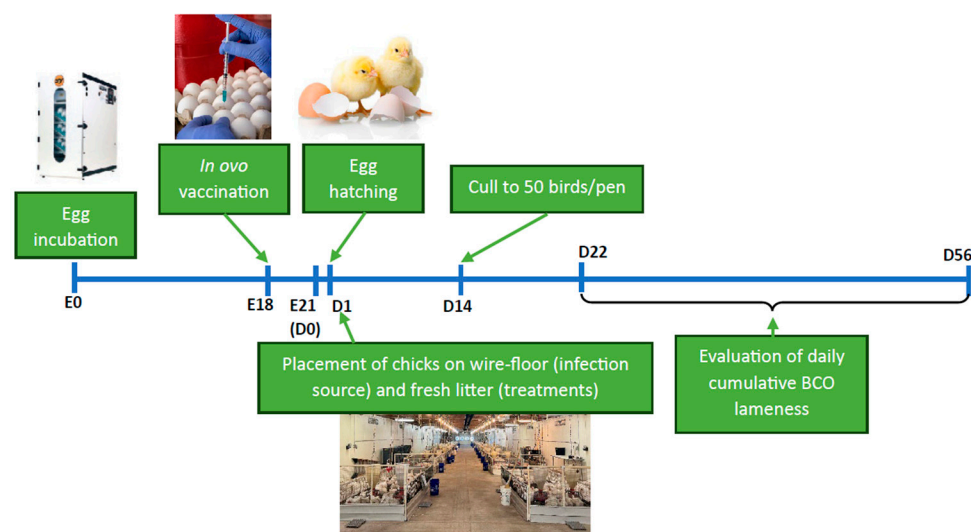 In ovo
vaccination
Egg
hatching
Cull to 50 birds/pen
Egg
incubation
D22
D56
E0
E18
E21
(D0)
D1
D14
Placement of chicks on wire-floor (infection
source) and fresh litter (treatments)
Evaluation of daily
cumulative BCO
lameness